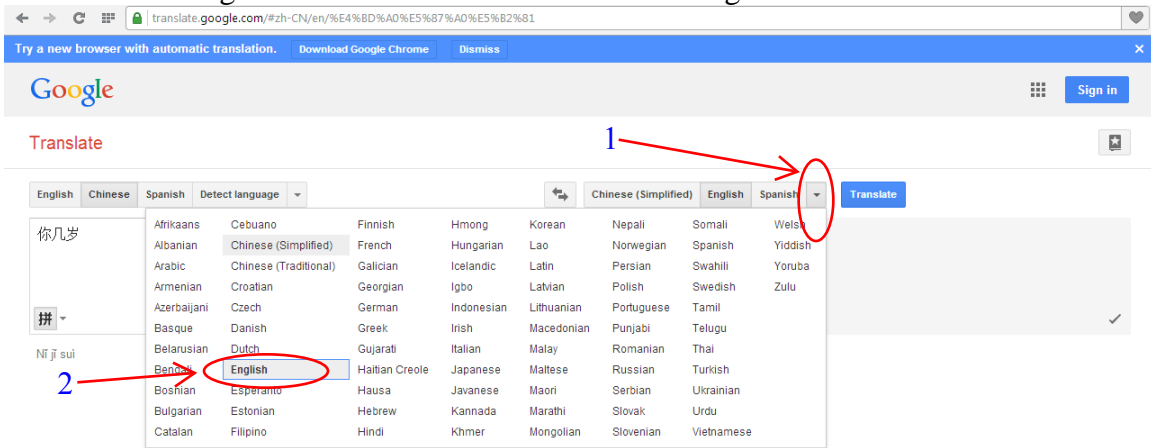 translate.google.com/#zh-CN/en/%E4%BD%A0%E5%87%A0%E5%B2%81
Try a new browser with automatic translation. Download Google Chrome Dismiss ×
Google Sign in
Translate
1
English Chinese Spanish Detect language Chinese (Simplified) English Spanish Translate
你几岁
Afrikaans Cebuano Finnish Hmong Korean Nepali Somali Welsh
Albanian Chinese (Simplified) French Hungarian Lao Norwegian Spanish Yiddish
Arabic Chinese (Traditional) Galician Icelandic Latin Persian Swahili Yoruba
Armenian Croatian Georgian Igbo Latvian Polish Swedish Zulu
Azerbaijani Czech German Indonesian Lithuanian Portuguese Tamil
拼
Basque Danish Greek Irish Macedonian Punjabi Telugu
Belarusian Dutch Gujarati Italian Malay Romanian Thai
Nǐ jǐ suì
Bengali English Haitian Creole Japanese Maltese Russian Turkish
2
Bosnian Esperanto Hausa Javanese Maori Serbian Ukrainian
Bulgarian Estonian Hebrew Kannada Marathi Slovak Urdu
Catalan Filipino Hindi Khmer Mongolian Slovenian Vietnamese